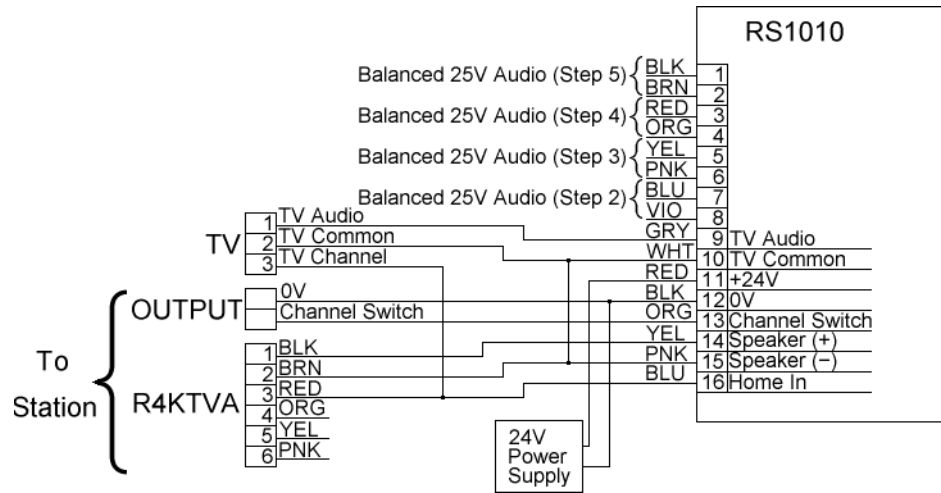 RS1010
Balanced 25V Audio (Step 5)
BLK
1
BRN
2
Balanced 25V Audio (Step 4)
RED
3
ORG
4
Balanced 25V Audio (Step 3)
YEL
5
PNK
6
Balanced 25V Audio (Step 2)
BLU
7
VIO
8
GRY
9 TV Audio
WHT
10 TV Common
RED
11 +24V
BLK
12 0V
ORG
13 Channel Switch
YEL
14 Speaker (+)
PNK
15 Speaker (−)
BLU
16 Home In
TV
1 TV Audio
2 TV Common
3 TV Channel
OUTPUT
0V
Channel Switch
To
Station
R4KTVA
1 BLK
2 BRN
3 RED
4 ORG
5 YEL
6 PNK
24V
Power
Supply